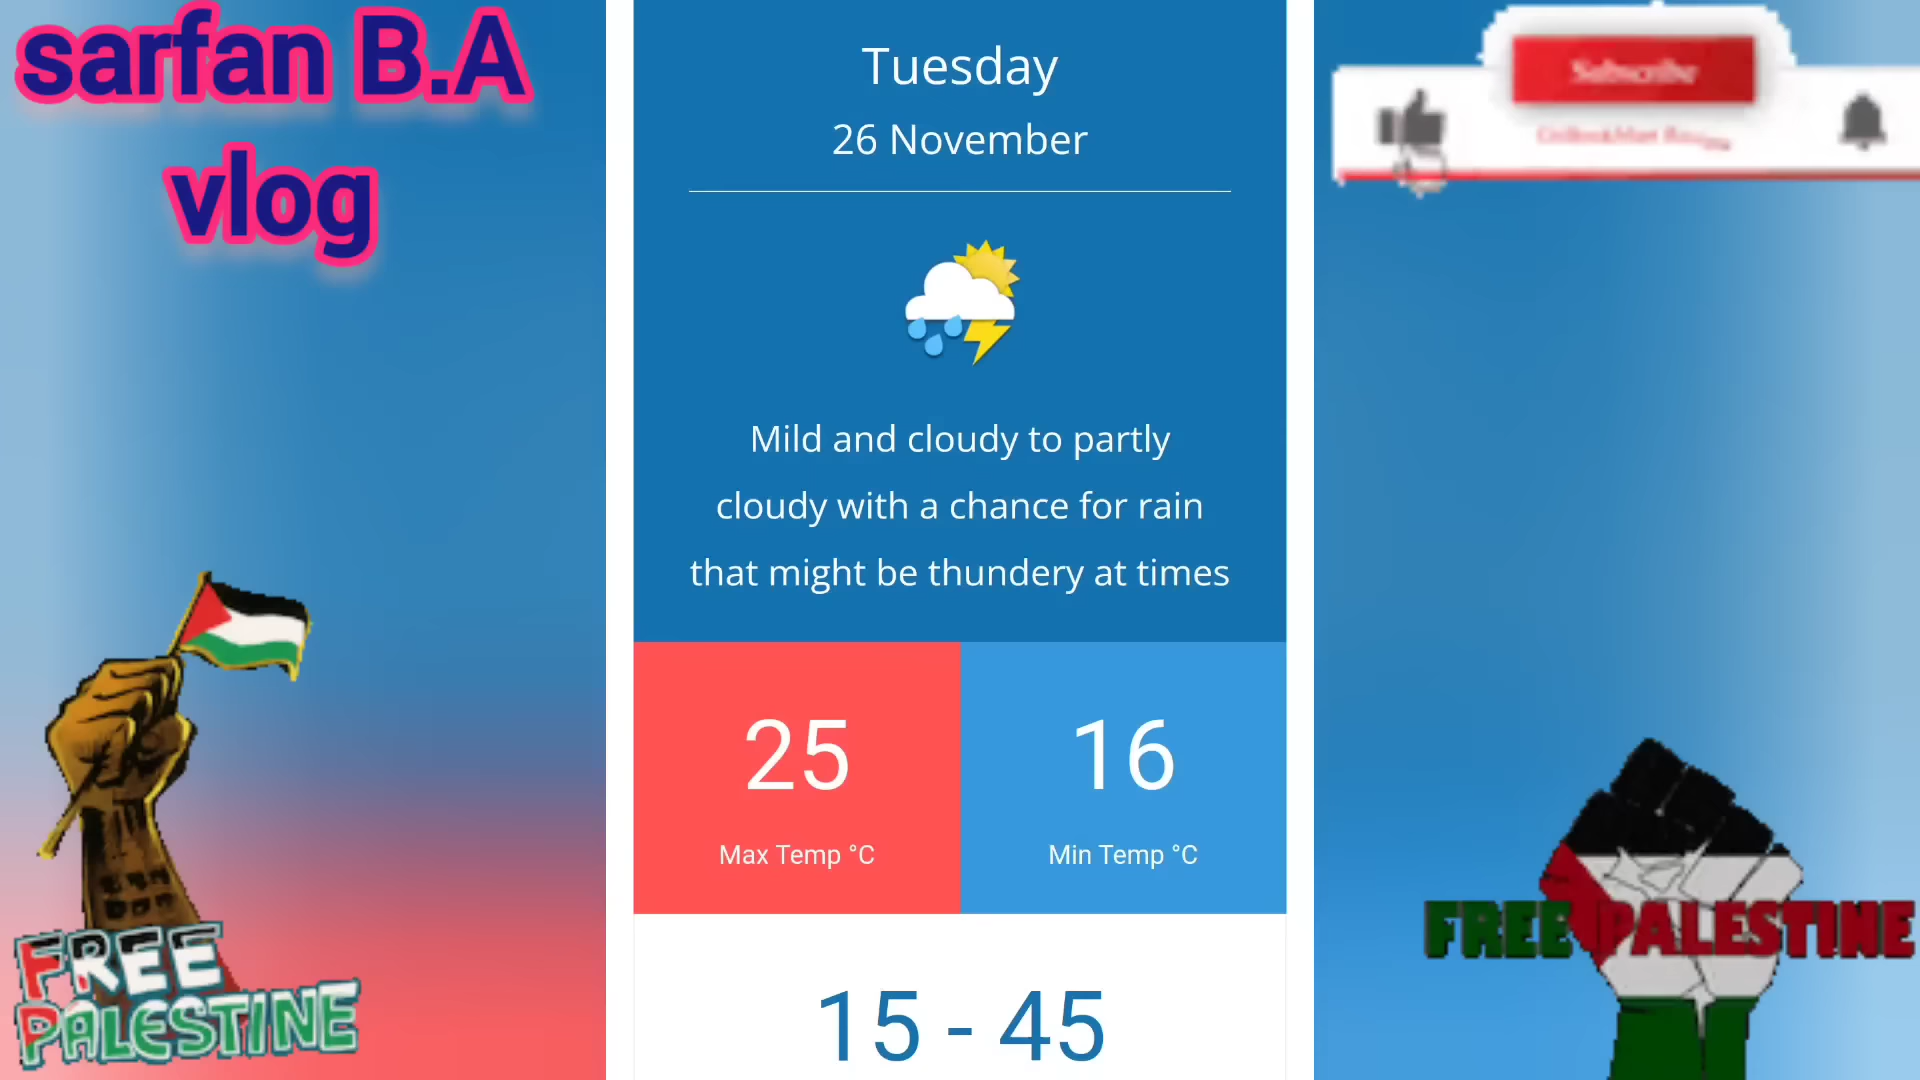 sarfan B.A
vlog
Tuesday
26 November
Mild and cloudy to partly
cloudy with a chance for rain
that might be thundery at times
25
Max Temp °C
16
Min Temp °C
15 - 45
Subscribe
FREE
PALESTINE
FREE PALESTINE